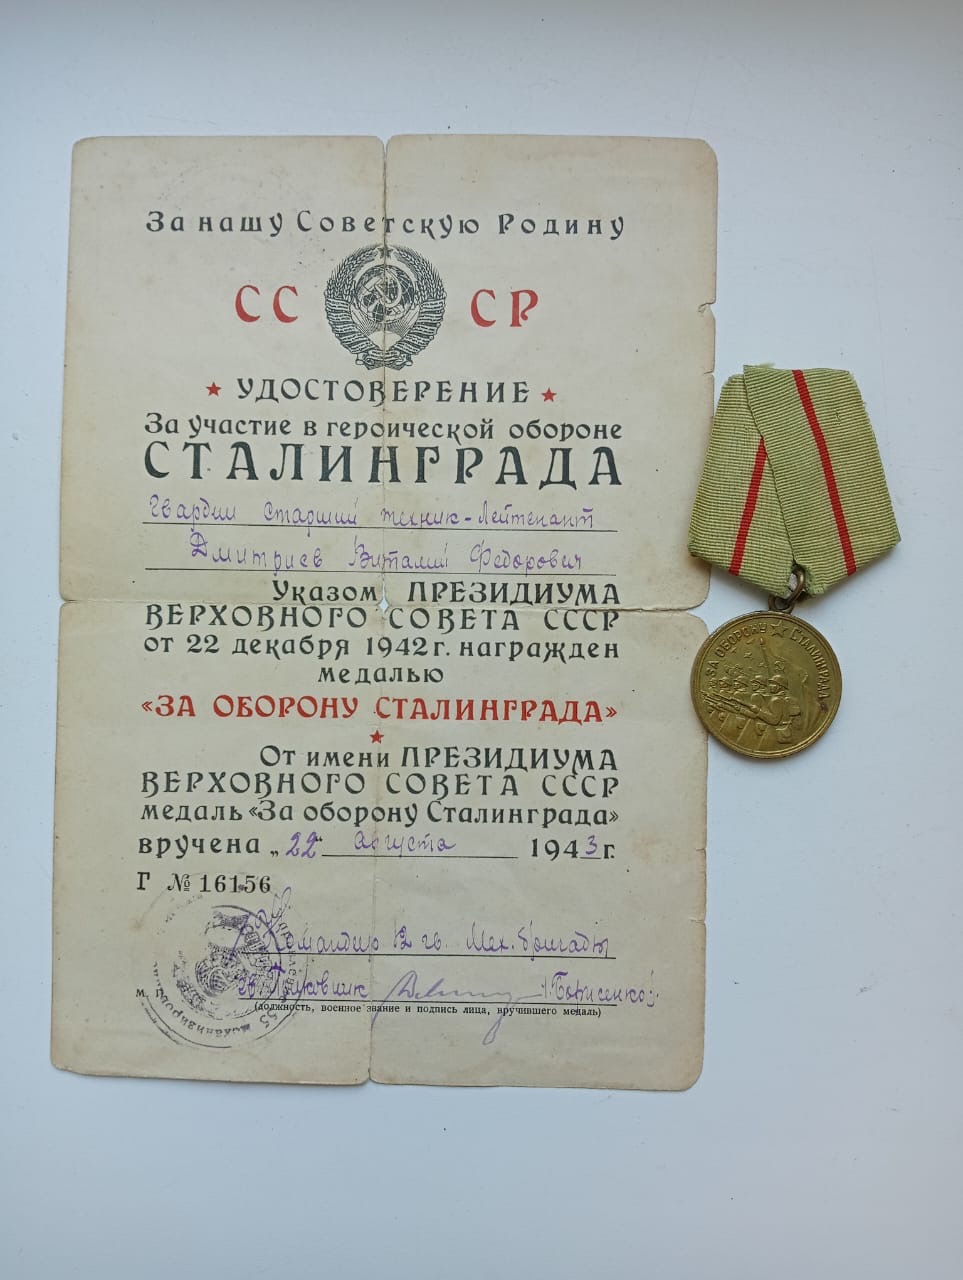 За нашу Советскую Родину
СССР
УДОСТОВЕРЕНИЕ
За участие в героической обороне
СТАЛИНГРАДА
Гвардии Старший техник-Лейтенант
Дмитриев Виталий Федорович
Указом ПРЕЗИДИУМА
ВЕРХОВНОГО СОВЕТА СССР
от 22 декабря 1942 г. награжден
медалью
«ЗА ОБОРОНУ СТАЛИНГРАДА»
От имени ПРЕЗИДИУМА
ВЕРХОВНОГО СОВЕТА СССР
медаль «За оборону Сталинграда»
вручена „22“ Августа 1943 г.
Г № 16156
Командир 12 гв. Мех. бригады
гв. Полковник /Борисенко/
М. П.
(должность, военное звание и подпись лица, вручившего медаль)
ЗА ОБОРОНУ СТАЛИНГРАДА